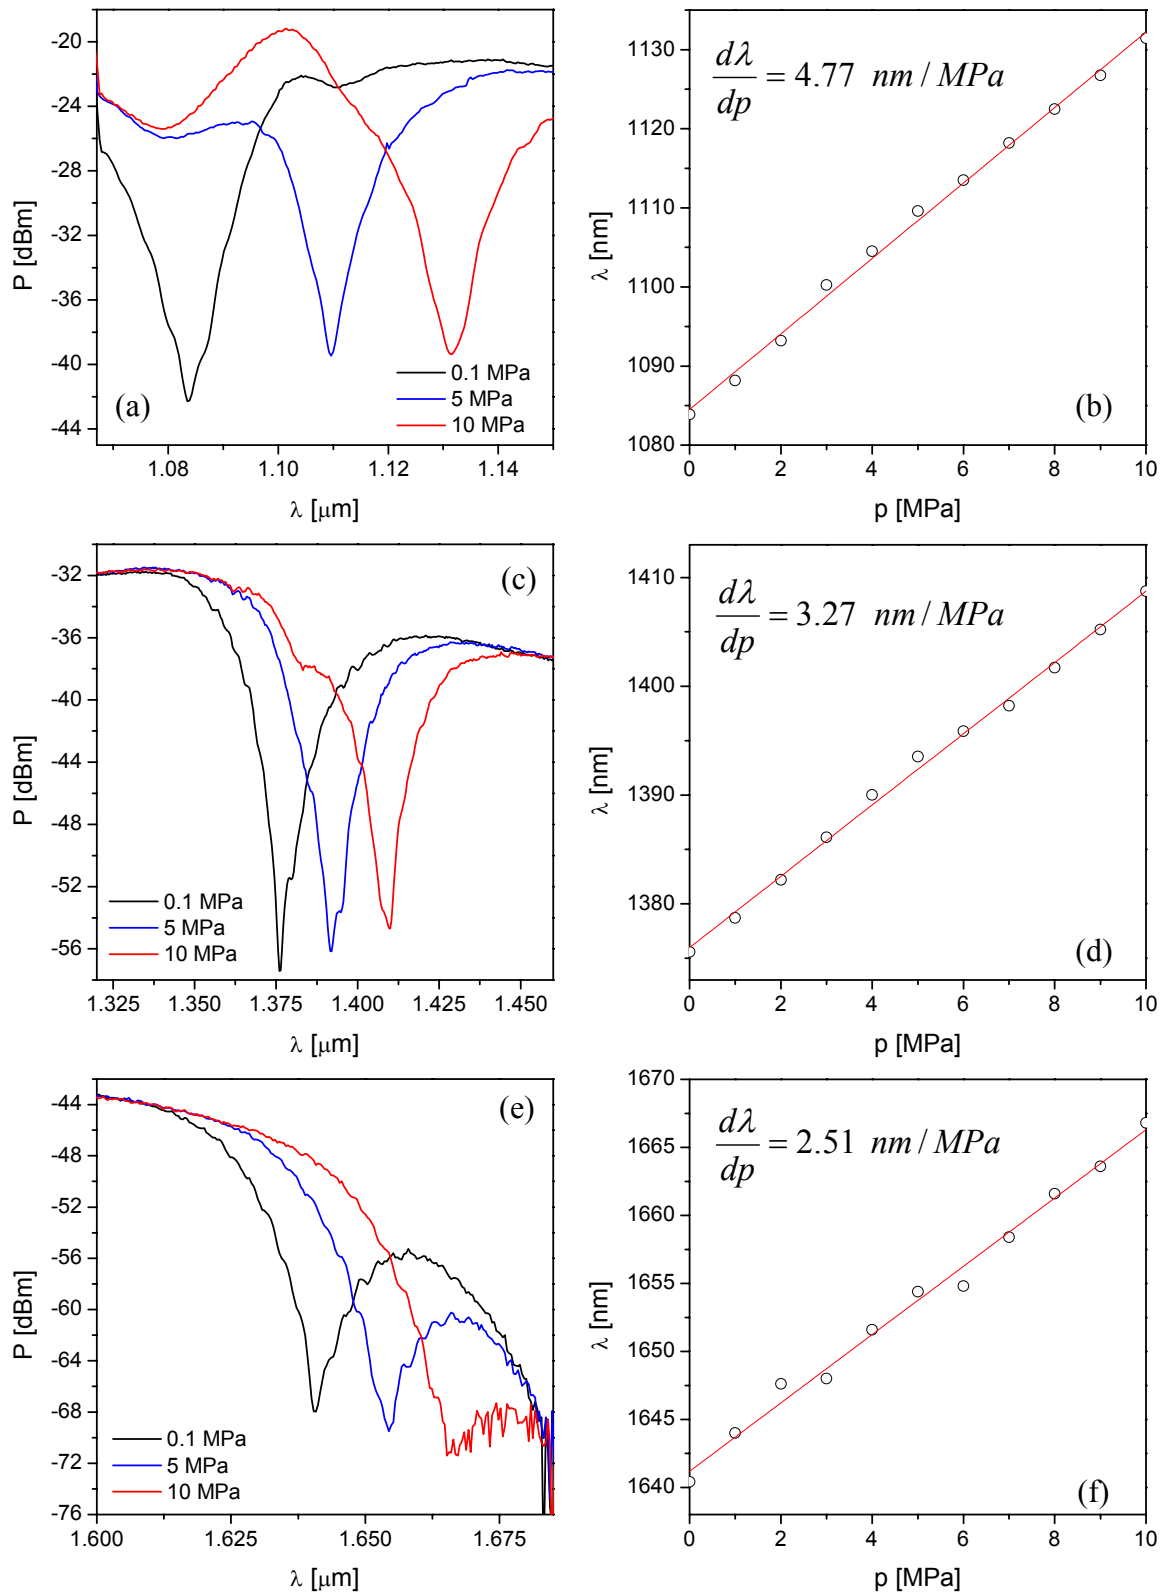 -20
-24
-28
-32
-36
-40
-44
P [dBm]
0.1 MPa
5 MPa
10 MPa
(a)
1.08 1.10 1.12 1.14
λ [μm]
1130
1120
1110
1100
1090
1080
λ [nm]
dλ/dp = 4.77 nm / MPa
(b)
0 2 4 6 8 10
p [MPa]
-32
-36
-40
-44
-48
-52
-56
P [dBm]
(c)
0.1 MPa
5 MPa
10 MPa
1.325 1.350 1.375 1.400 1.425 1.450
λ [μm]
1410
1400
1390
1380
λ [nm]
dλ/dp = 3.27 nm / MPa
(d)
0 2 4 6 8 10
p [MPa]
-44
-48
-52
-56
-60
-64
-68
-72
-76
P [dBm]
(e)
0.1 MPa
5 MPa
10 MPa
1.600 1.625 1.650 1.675
λ [μm]
1670
1665
1660
1655
1650
1645
1640
λ [nm]
dλ/dp = 2.51 nm / MPa
(f)
0 2 4 6 8 10
p [MPa]